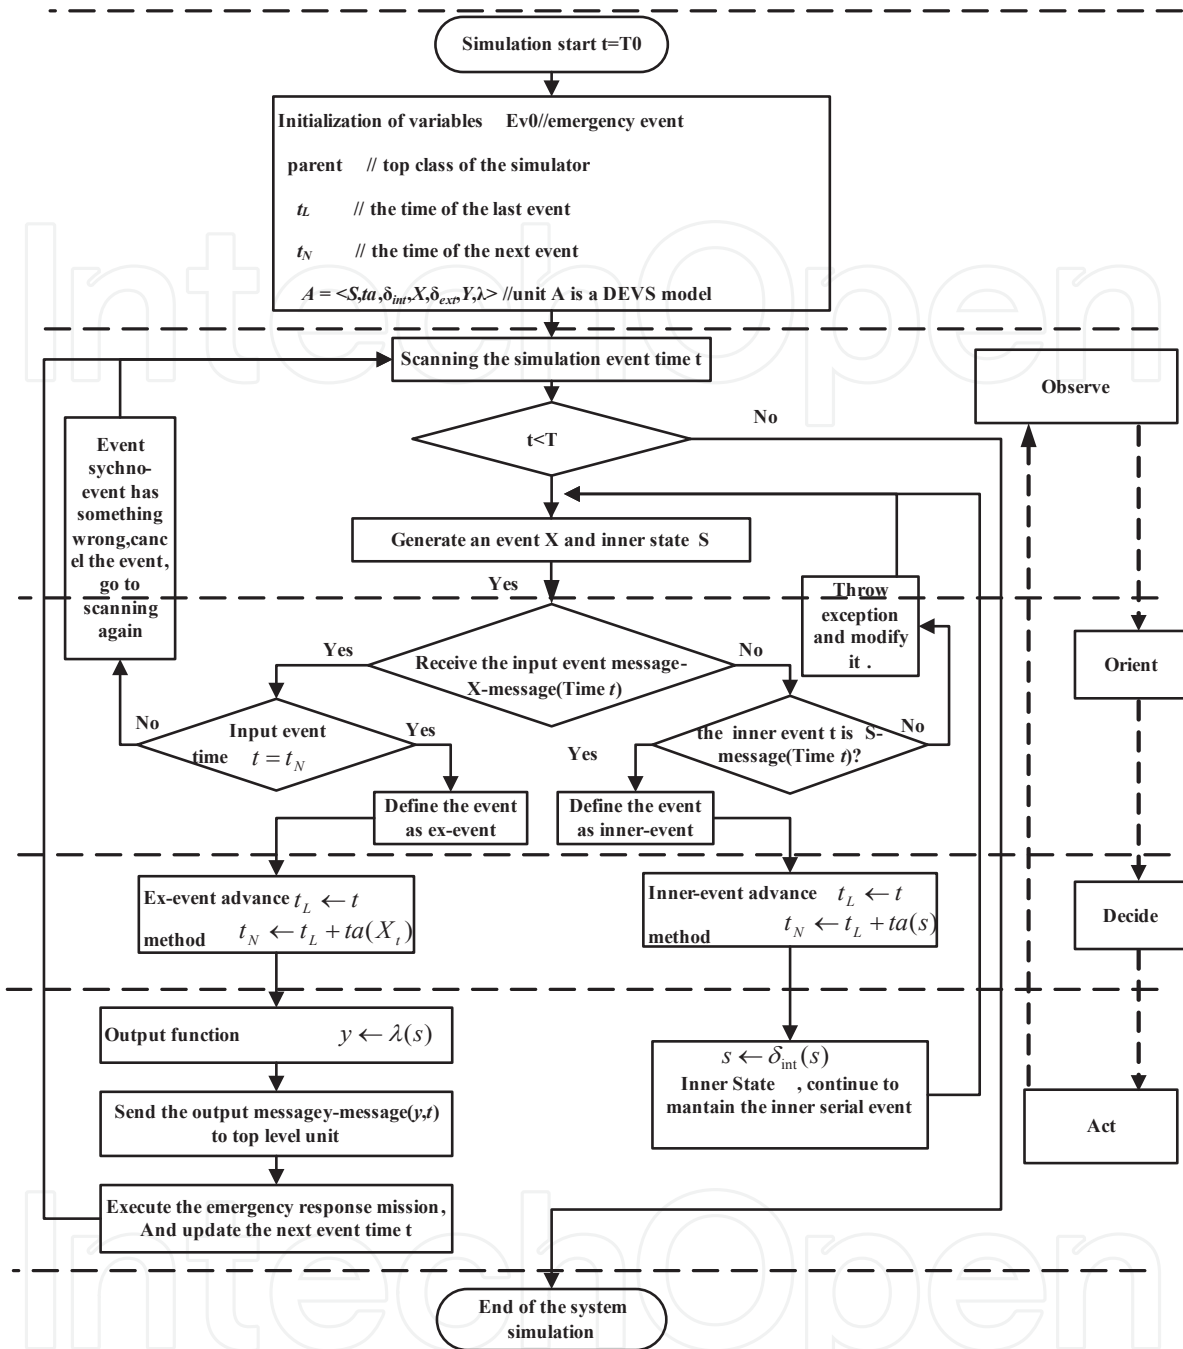 Simulation start t=T0
Initialization of variables Ev0//emergency event
parent // top class of the simulator
tL // the time of the last event
tN // the time of the next event
A = <S,ta,δint,X,δext,Y,λ> //unit A is a DEVS model
Scanning the simulation event time t
Observe
t<T
No
Event
sychno-
event has
something
wrong,canc
el the event,
go to
scanning
again
Generate an event X and inner state S
Yes
Throw
exception
and modify
it .
Yes
Receive the input event message-
X-message(Time t)
No
Orient
No
Input event
time t = tN
Yes
Yes
the inner event t is S-
message(Time t)?
No
Define the event
as ex-event
Define the event
as inner-event
Ex-event advance tL ← t
method tN ← tL + ta(Xt)
Inner-event advance tL ← t
method tN ← tL + ta(s)
Decide
Output function y ← λ(s)
s ← δint(s)
Inner State , continue to
mantain the inner serial event
Send the output messagey-message(y,t)
to top level unit
Act
Execute the emergency response mission,
And update the next event time t
End of the system
simulation
IntechOpen
IntechOpen